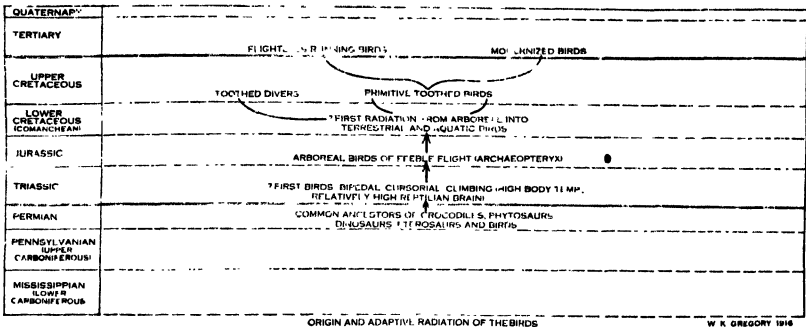 QUATERNARY
TERTIARY
FLIGHTLESS RUNNING BIRDS MODERNIZED BIRDS
UPPER
CRETACEOUS
TOOTHED DIVERS PRIMITIVE TOOTHED BIRDS
LOWER
CRETACEOUS
(COMANCHEAN)
?FIRST RADIATION FROM ARBOREAL INTO
TERRESTRIAL AND AQUATIC BIRDS
JURASSIC
ARBOREAL BIRDS OF FEEBLE FLIGHT (ARCHAEOPTERYX)
TRIASSIC
?FIRST BIRDS BIPEDAL CURSORIAL CLIMBING (HIGH BODY TEMP.
RELATIVELY HIGH REPTILIAN BRAIN)
PERMIAN
COMMON ANCESTORS OF CROCODILES, PHYTOSAURS
DINOSAURS PTEROSAURS AND BIRDS
PENNSYLVANIAN
(UPPER
CARBONIFEROUS)
MISSISSIPPIAN
(LOWER
CARBONIFEROUS
ORIGIN AND ADAPTIVE RADIATION OF THE BIRDS W K GREGORY 1916